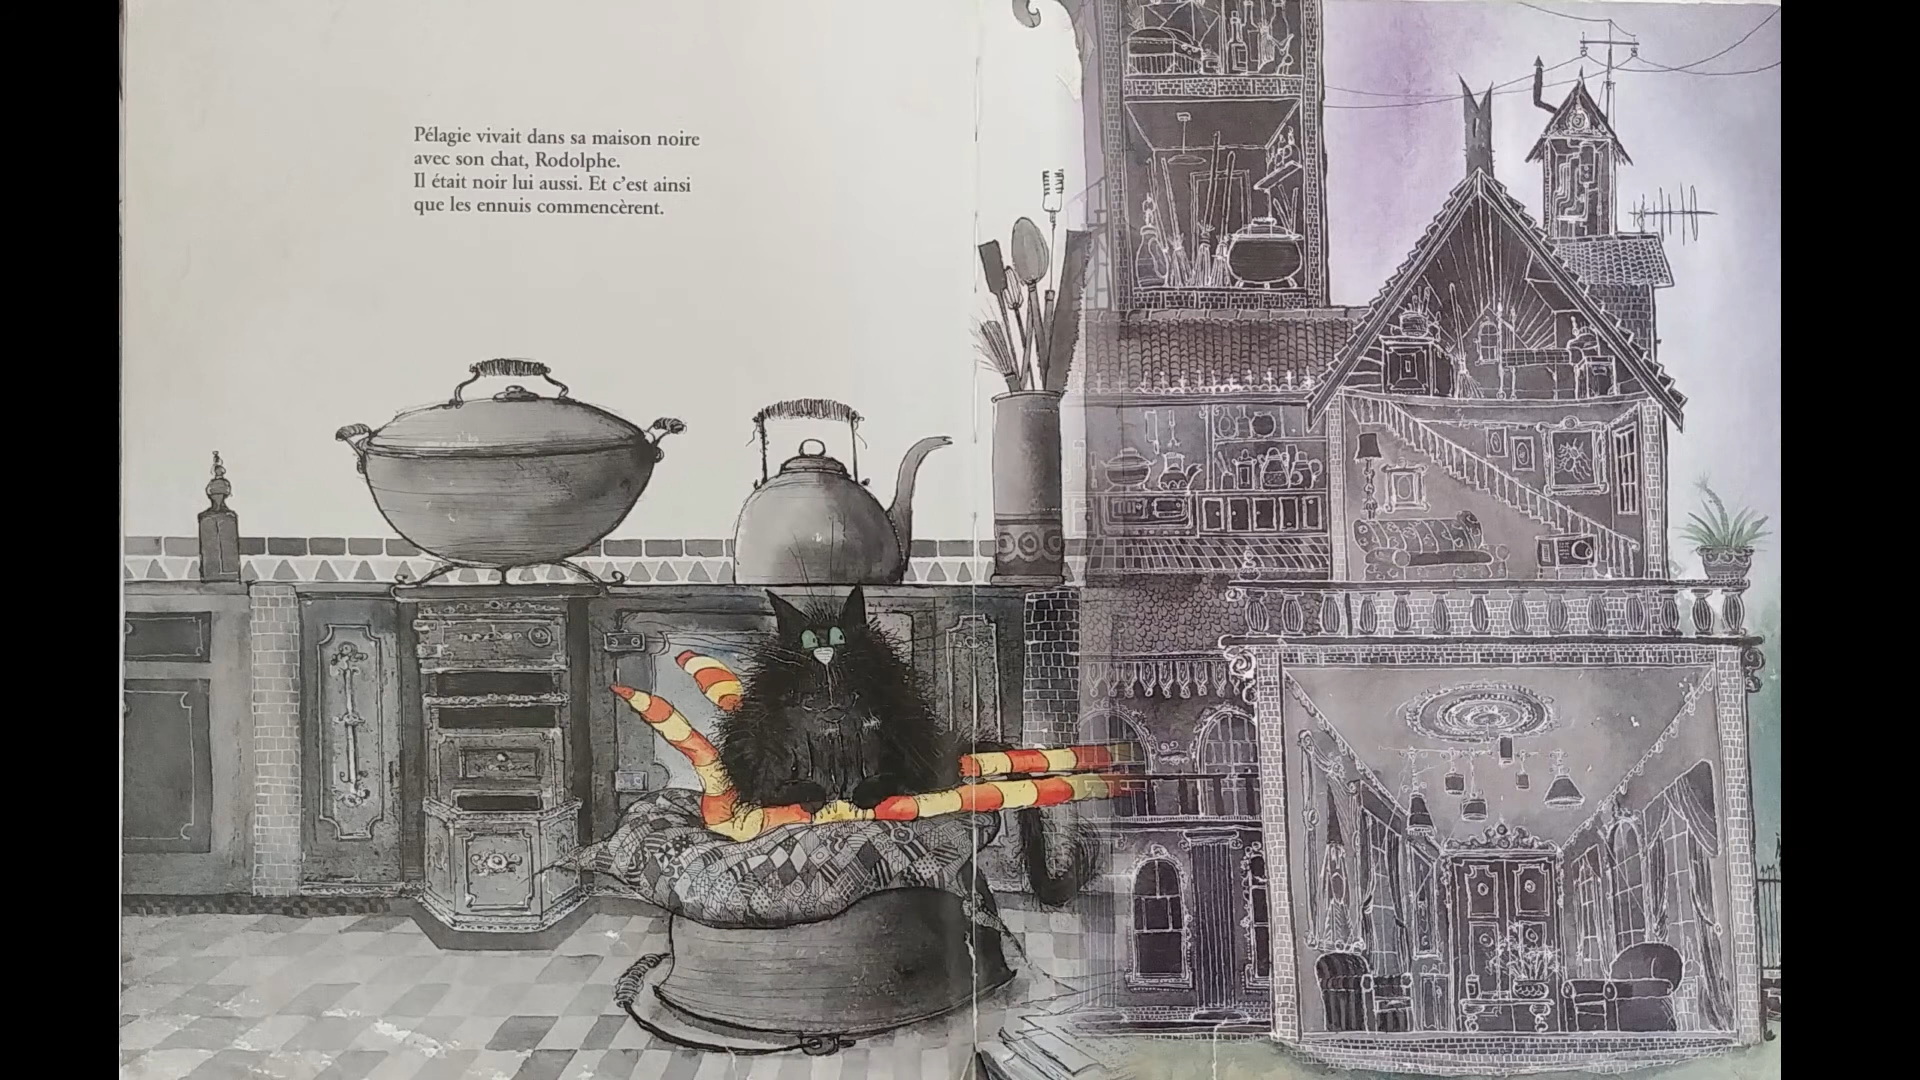 Pélagie vivait dans sa maison noire
avec son chat, Rodolphe.
Il était noir lui aussi. Et c’est ainsi
que les ennuis commencèrent.